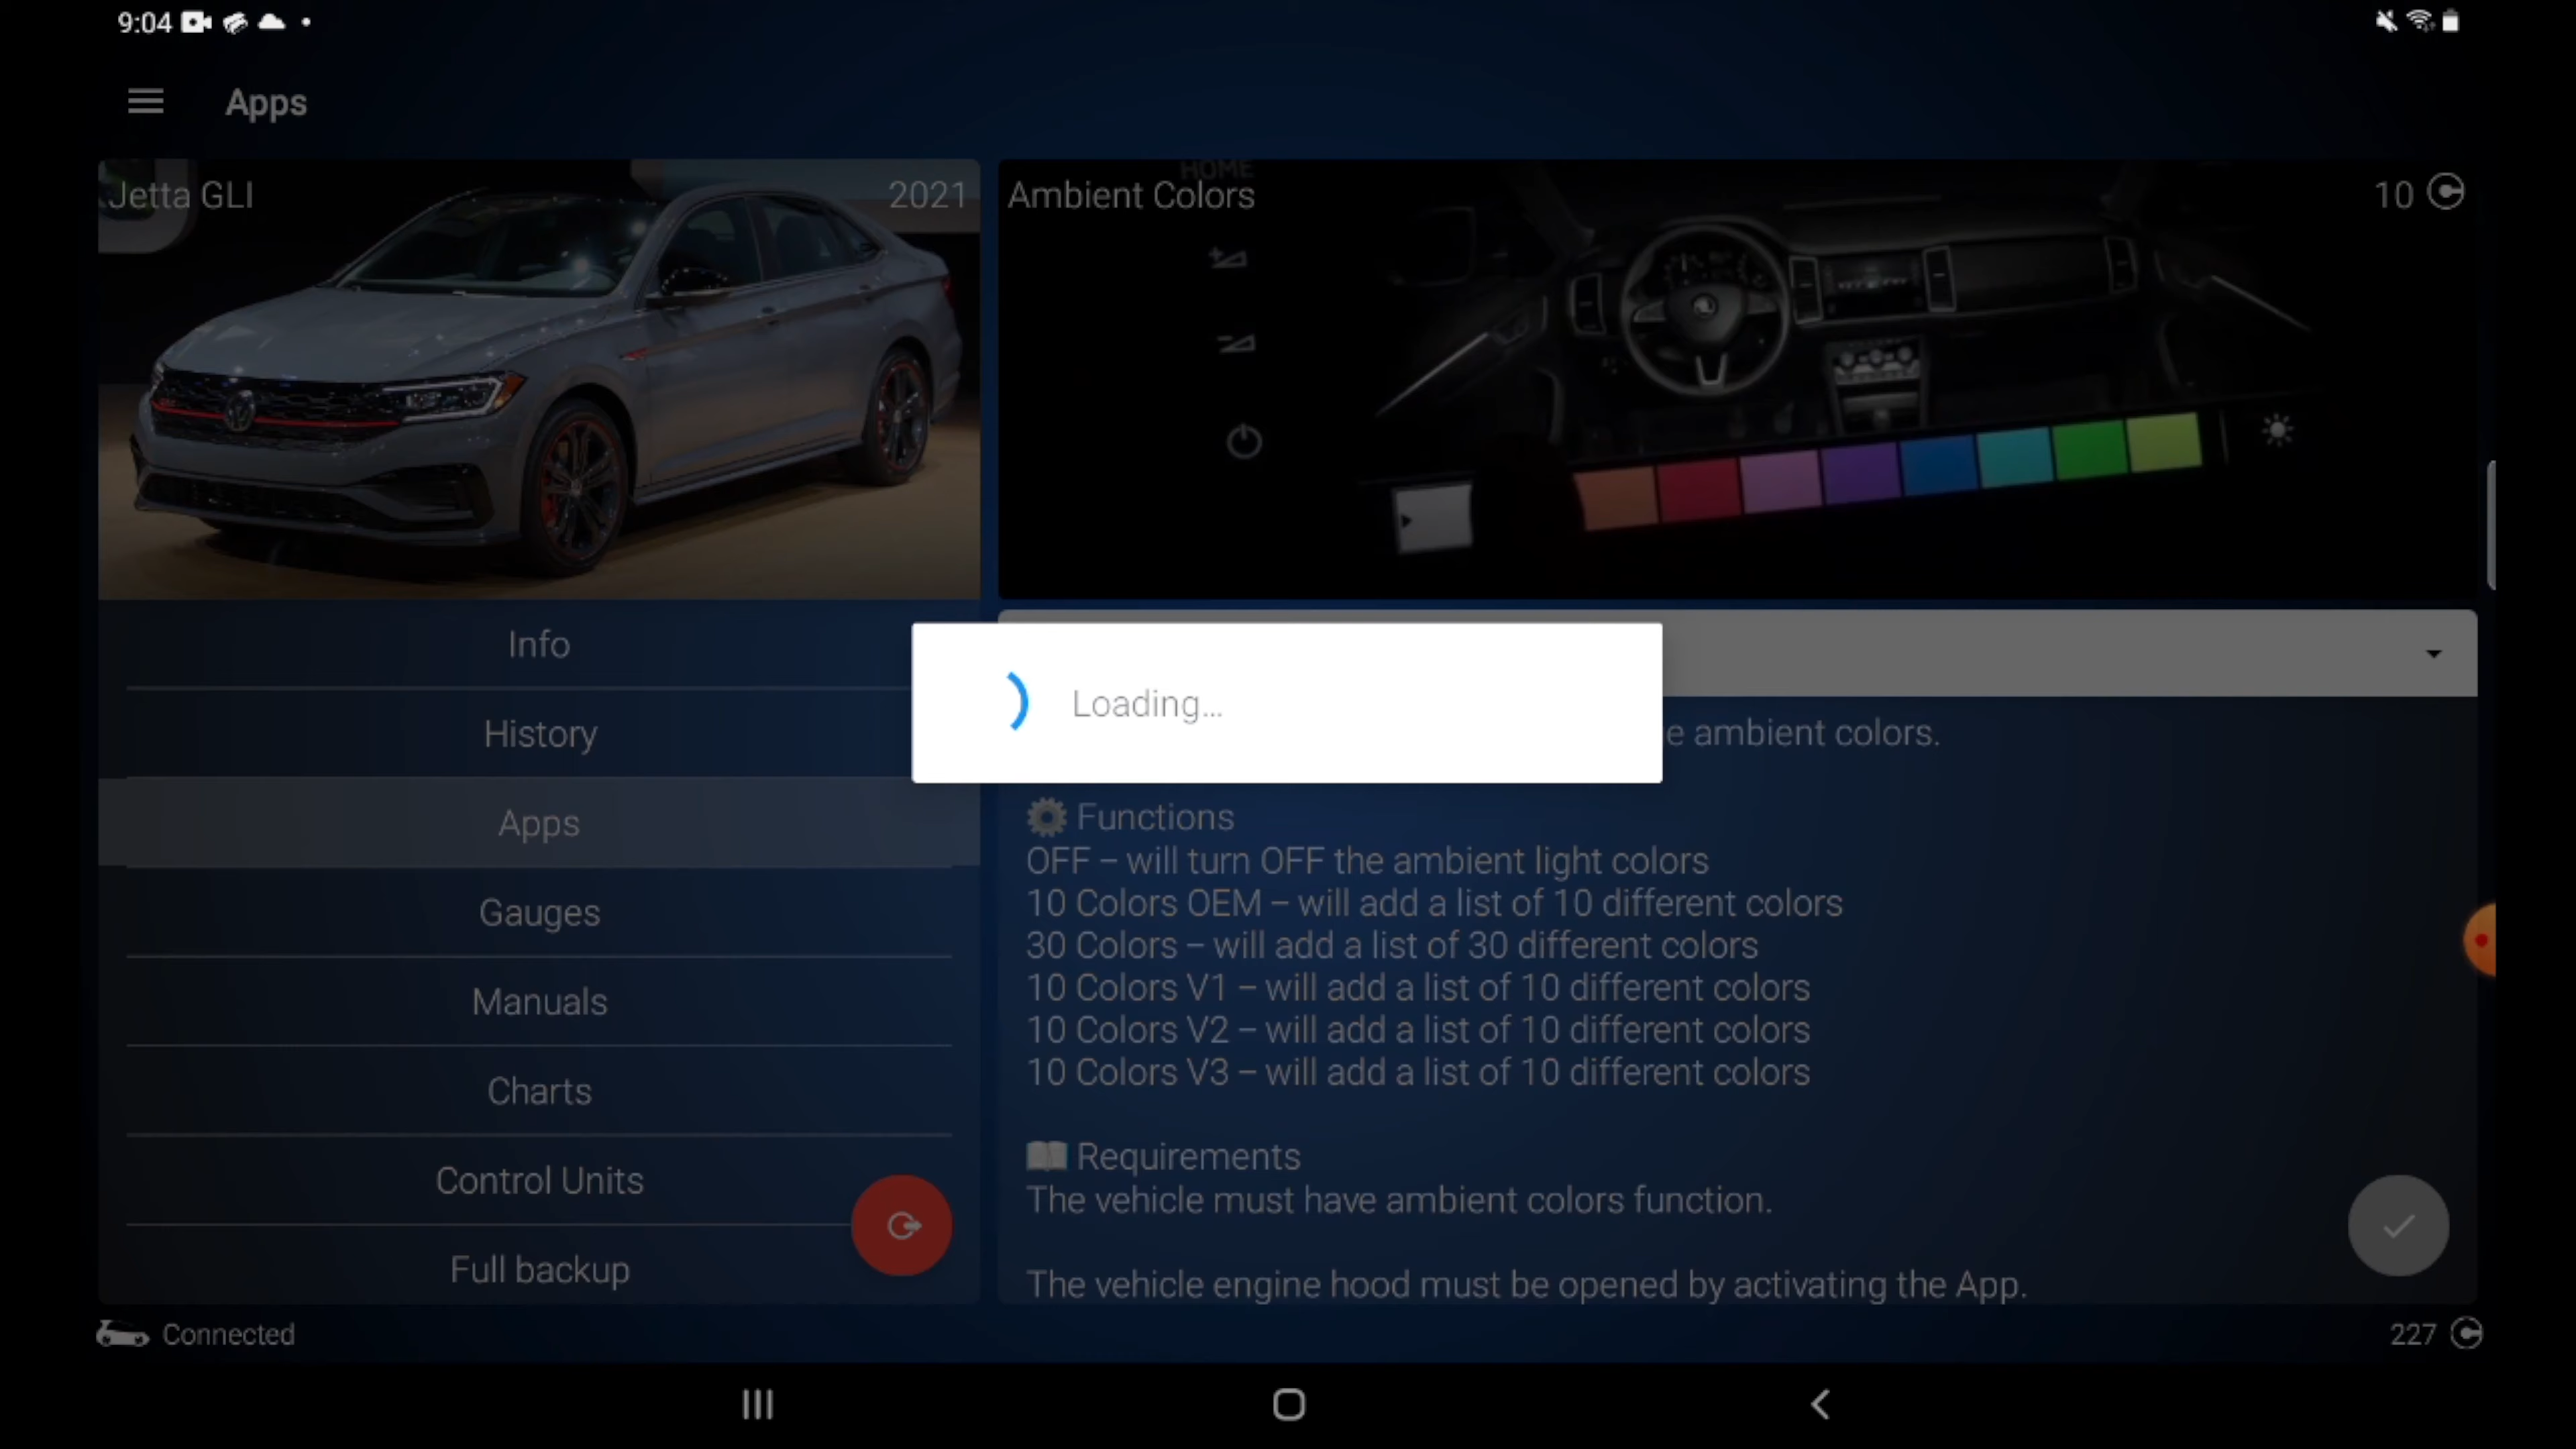 9:04
Apps
Jetta GLI
2021
HOME
Ambient Colors
10
Info
History
Apps
Gauges
Manuals
Charts
Control Units
Full backup
Loading...
e ambient colors.
Functions
OFF – will turn OFF the ambient light colors
10 Colors OEM – will add a list of 10 different colors
30 Colors – will add a list of 30 different colors
10 Colors V1 – will add a list of 10 different colors
10 Colors V2 – will add a list of 10 different colors
10 Colors V3 – will add a list of 10 different colors
Requirements
The vehicle must have ambient colors function.
The vehicle engine hood must be opened by activating the App.
Connected
227